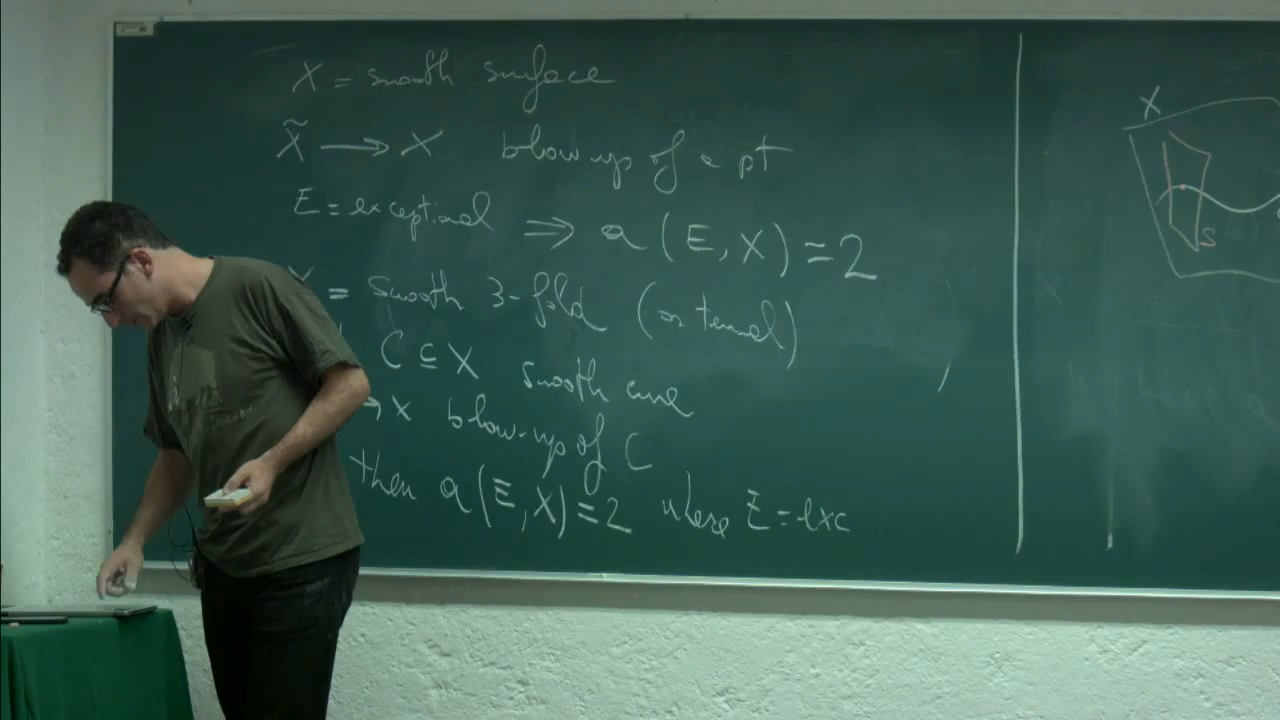 X = smooth surface
X̃ → X blow up of a pt
E = exceptional ⇒ a(E, X) = 2
= smooth 3-fold (or terminal)
C ⊆ X smooth curve
→ X blow-up of C
then a(E, X) = 2 where E = exc
X
S